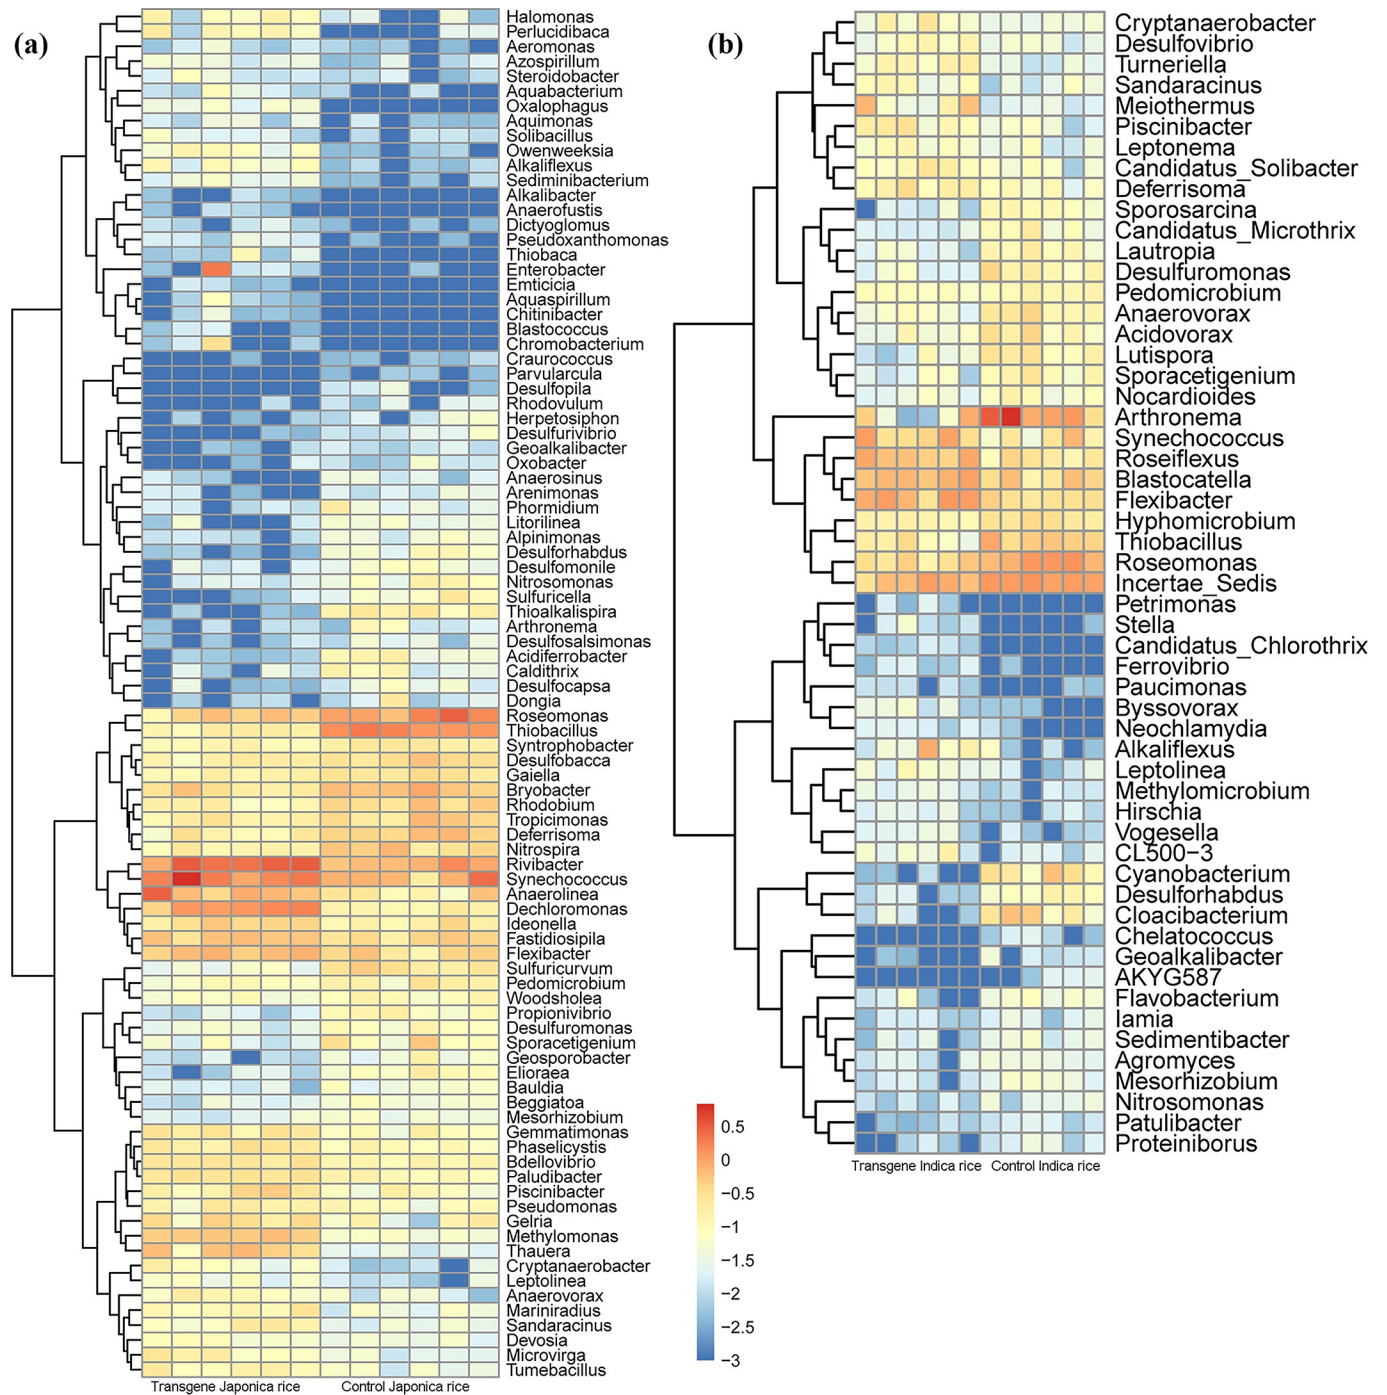 (a)
Halomonas
Perlucidibaca
Aeromonas
Azospirillum
Steroidobacter
Aquabacterium
Oxalophagus
Aquimonas
Solibacillus
Owenweeksia
Alkaliflexus
Sediminibacterium
Alkalibacter
Anaerofustis
Dictyoglomus
Pseudoxanthomonas
Thiobaca
Enterobacter
Emticicia
Aquaspirillum
Chitinibacter
Blastococcus
Chromobacterium
Craurococcus
Parvularcula
Desulfopila
Rhodovulum
Herpetosiphon
Desulfurivibrio
Geoalkalibacter
Oxobacter
Anaerosinus
Arenimonas
Phormidium
Litorilinea
Alpinimonas
Desulforhabdus
Desulfomonile
Nitrosomonas
Sulfuricella
Thioalkalispira
Arthronema
Desulfosalsimonas
Acidiferrobacter
Caldithrix
Desulfocapsa
Dongia
Roseomonas
Thiobacillus
Syntrophobacter
Desulfobacca
Gaiella
Bryobacter
Rhodobium
Tropicimonas
Deferrisoma
Nitrospira
Rivibacter
Synechococcus
Anaerolinea
Dechloromonas
Ideonella
Fastidiosipila
Flexibacter
Sulfuricurvum
Pedomicrobium
Woodsholea
Propionivibrio
Desulfuromonas
Sporacetigenium
Geosporobacter
Elioraea
Bauldia
Beggiatoa
Mesorhizobium
Gemmatimonas
Phaselicystis
Bdellovibrio
Paludibacter
Piscinibacter
Pseudomonas
Gelria
Methylomonas
Thauera
Cryptanaerobacter
Leptolinea
Anaerovorax
Mariniradius
Sandaracinus
Devosia
Microvirga
Tumebacillus
Transgene Japonica rice
Control Japonica rice
0.5
0
−0.5
−1
−1.5
−2
−2.5
−3
(b)
Cryptanaerobacter
Desulfovibrio
Turneriella
Sandaracinus
Meiothermus
Piscinibacter
Leptonema
Candidatus_Solibacter
Deferrisoma
Sporosarcina
Candidatus_Microthrix
Lautropia
Desulfuromonas
Pedomicrobium
Anaerovorax
Acidovorax
Lutispora
Sporacetigenium
Nocardioides
Arthronema
Synechococcus
Roseiflexus
Blastocatella
Flexibacter
Hyphomicrobium
Thiobacillus
Roseomonas
Incertae_Sedis
Petrimonas
Stella
Candidatus_Chlorothrix
Ferrovibrio
Paucimonas
Byssovorax
Neochlamydia
Alkaliflexus
Leptolinea
Methylomicrobium
Hirschia
Vogesella
CL500−3
Cyanobacterium
Desulforhabdus
Cloacibacterium
Chelatococcus
Geoalkalibacter
AKYG587
Flavobacterium
Iamia
Sedimentibacter
Agromyces
Mesorhizobium
Nitrosomonas
Patulibacter
Proteiniborus
Transgene Indica rice
Control Indica rice